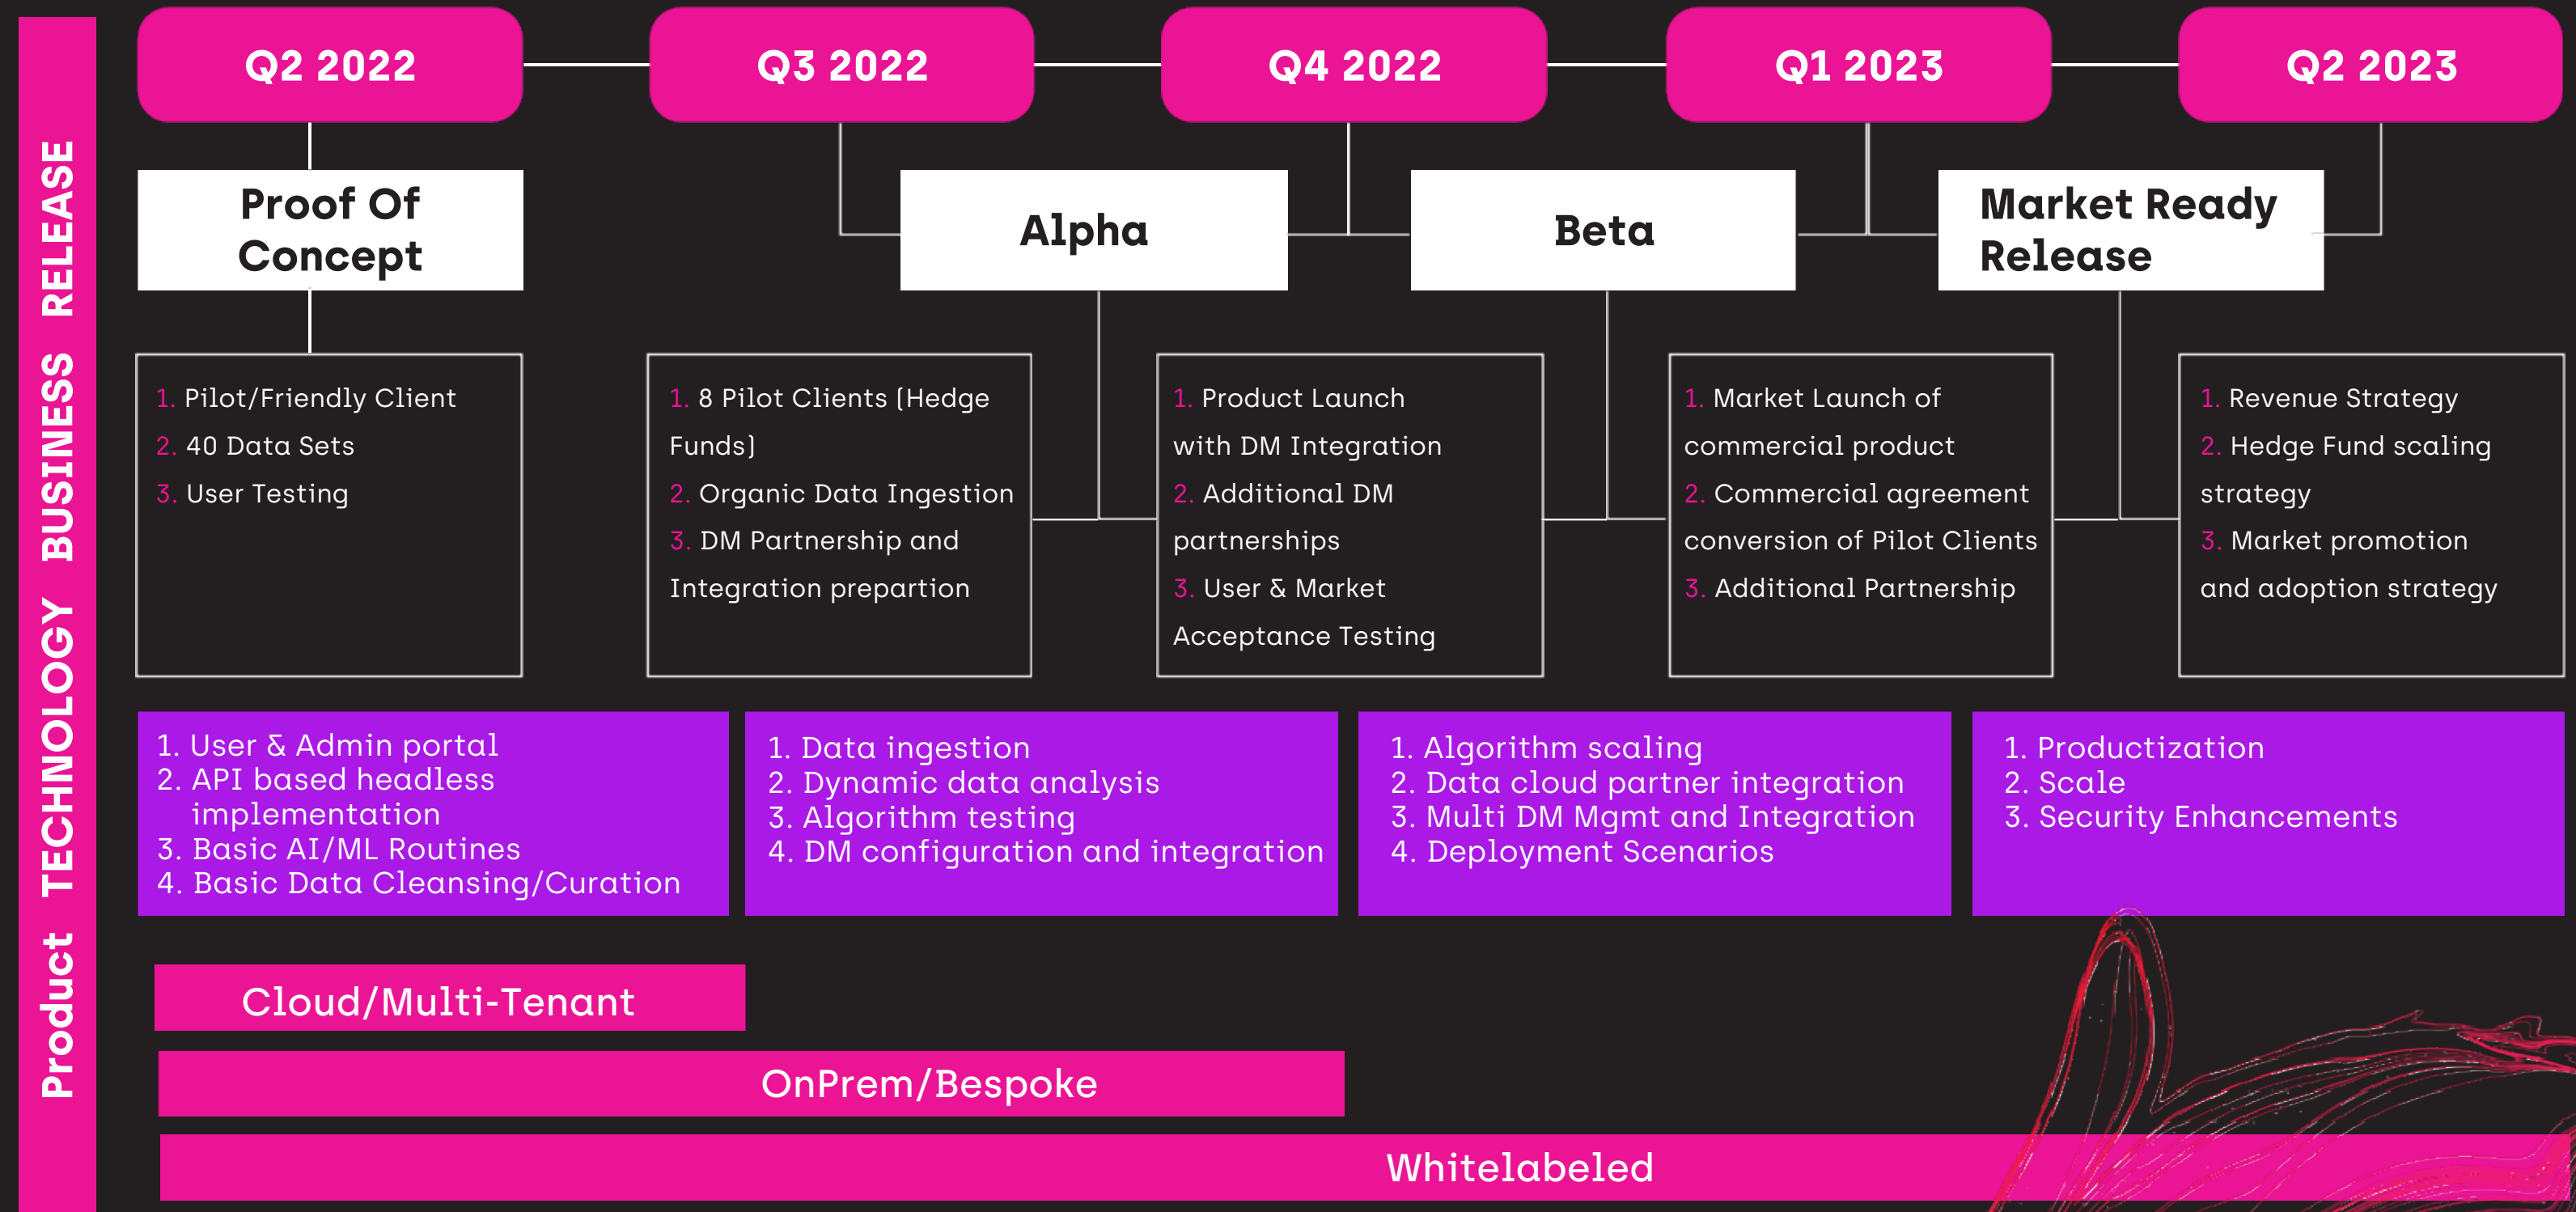 Q2 2022
Q3 2022
Q4 2022
Q1 2023
Q2 2023
RELEASE
Proof Of
Concept
Alpha
Beta
Market Ready
Release
BUSINESS
1. Pilot/Friendly Client
2. 40 Data Sets
3. User Testing
1. 8 Pilot Clients (Hedge
Funds)
2. Organic Data Ingestion
3. DM Partnership and
Integration prepartion
1. Product Launch
with DM Integration
2. Additional DM
partnerships
3. User & Market
Acceptance Testing
1. Market Launch of
commercial product
2. Commercial agreement
conversion of Pilot Clients
3. Additional Partnership
1. Revenue Strategy
2. Hedge Fund scaling
strategy
3. Market promotion
and adoption strategy
TECHNOLOGY
1. User & Admin portal
2. API based headless
implementation
3. Basic AI/ML Routines
4. Basic Data Cleansing/Curation
1. Data ingestion
2. Dynamic data analysis
3. Algorithm testing
4. DM configuration and integration
1. Algorithm scaling
2. Data cloud partner integration
3. Multi DM Mgmt and Integration
4. Deployment Scenarios
1. Productization
2. Scale
3. Security Enhancements
Product
Cloud/Multi-Tenant
OnPrem/Bespoke
Whitelabeled